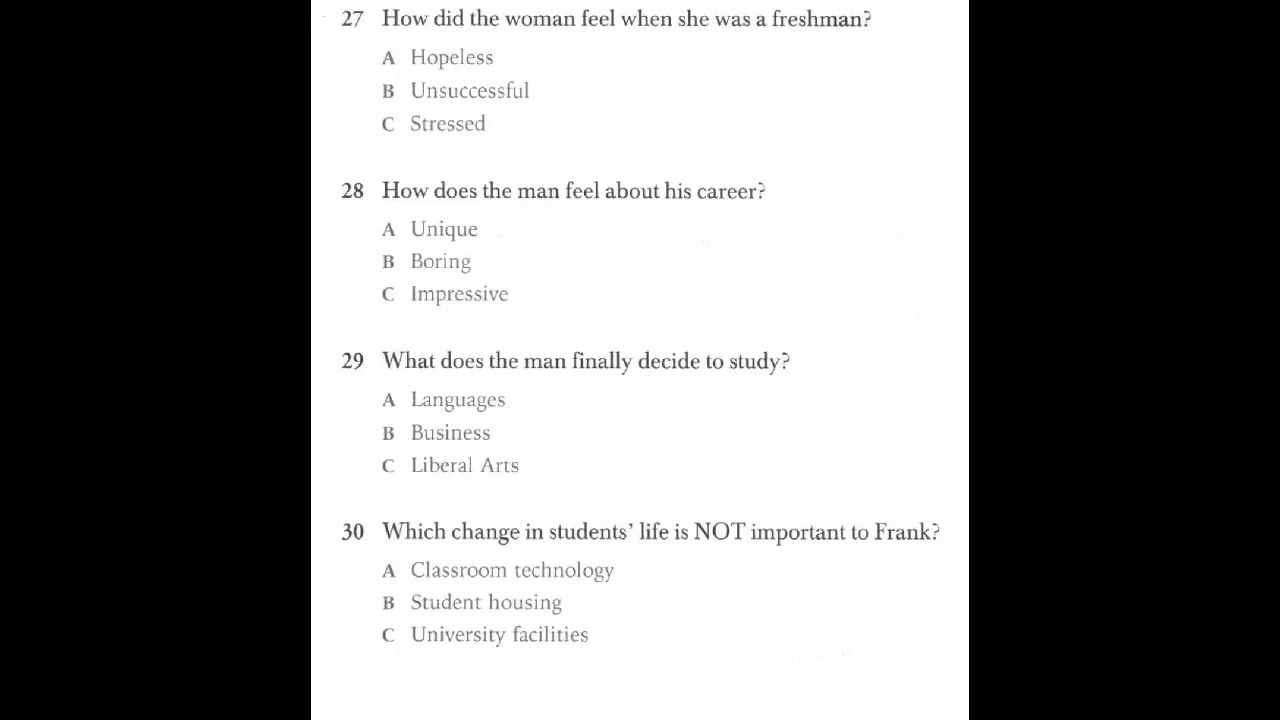 27 How did the woman feel when she was a freshman?
A Hopeless
B Unsuccessful
C Stressed
28 How does the man feel about his career?
A Unique
B Boring
C Impressive
29 What does the man finally decide to study?
A Languages
B Business
C Liberal Arts
30 Which change in students' life is NOT important to Frank?
A Classroom technology
B Student housing
C University facilities